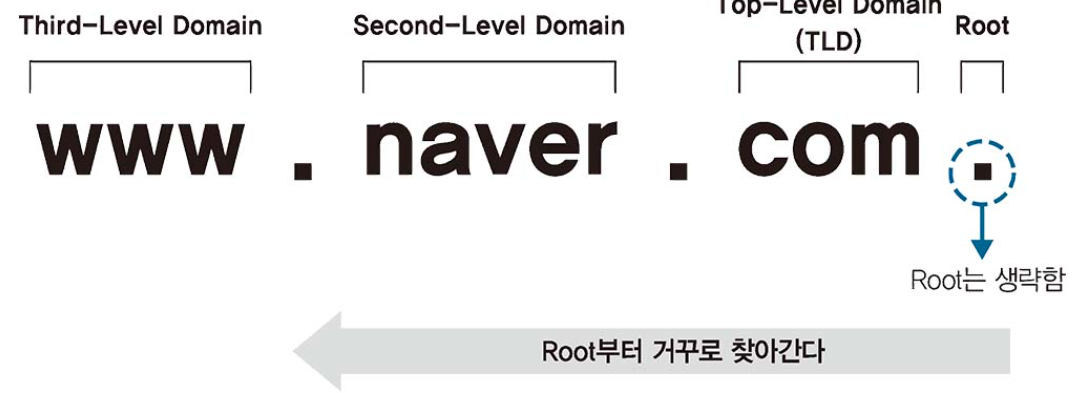 Third-Level Domain
Second-Level Domain
Top-Level Domain
(TLD)
Root
www . naver . com .
Root는 생략함
Root부터 거꾸로 찾아간다